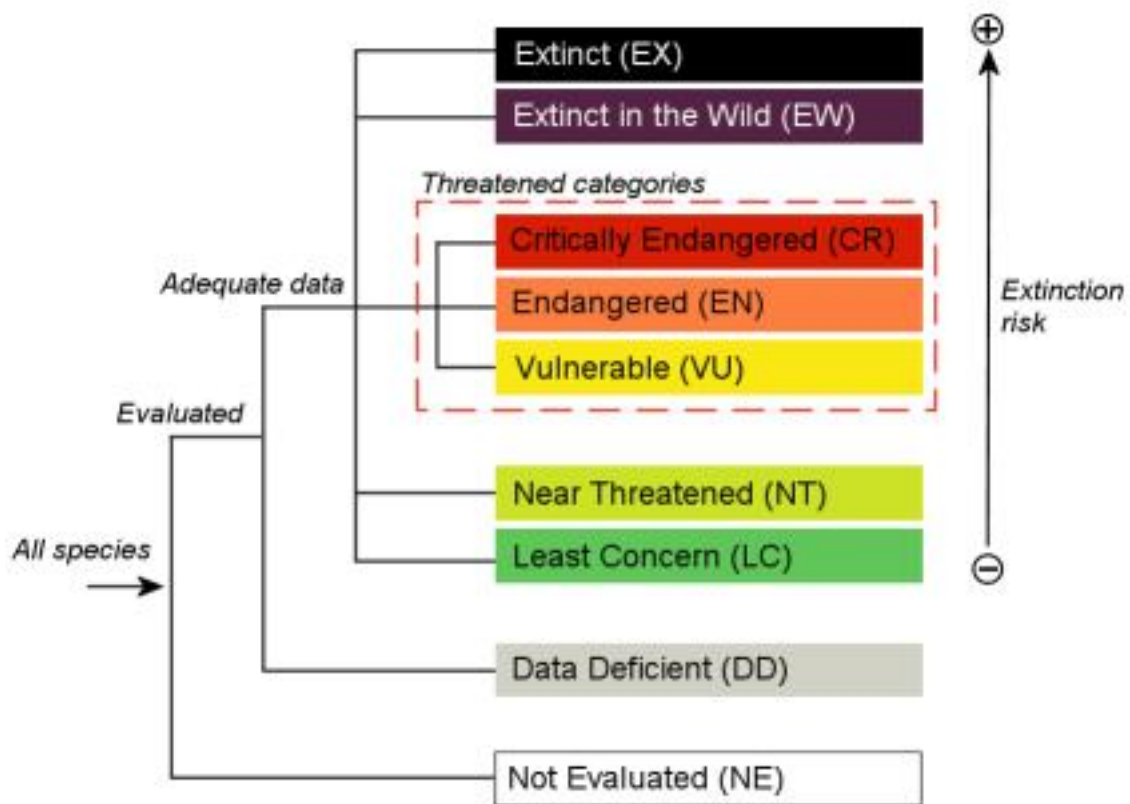 Extinct (EX)
Extinct in the Wild (EW)
Threatened categories
Critically Endangered (CR)
Adequate data
Endangered (EN)
Extinction
risk
Vulnerable (VU)
Evaluated
Near Threatened (NT)
All species
Least Concern (LC)
Data Deficient (DD)
Not Evaluated (NE)